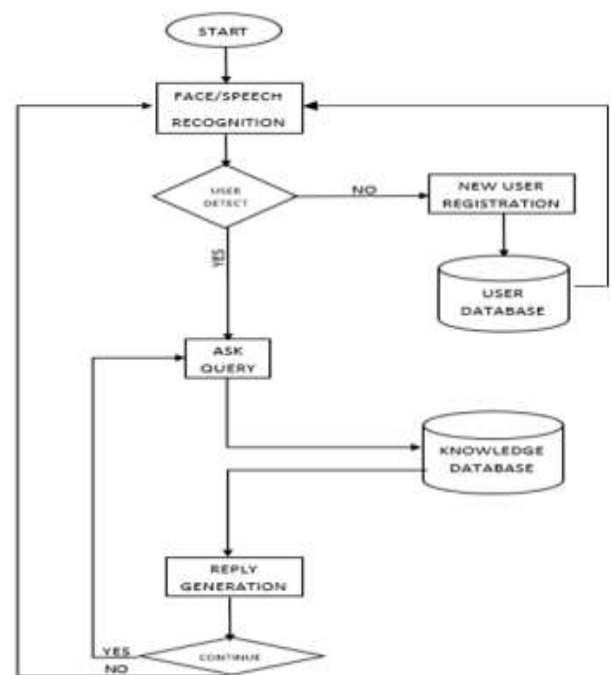 START
FACE/SPEECH
RECOGNITION
USER
DETECT
NO
NEW USER
REGISTRATION
YES
USER
DATABASE
ASK
QUERY
KNOWLEDGE
DATABASE
REPLY
GENERATION
YES
CONTINUE
NO